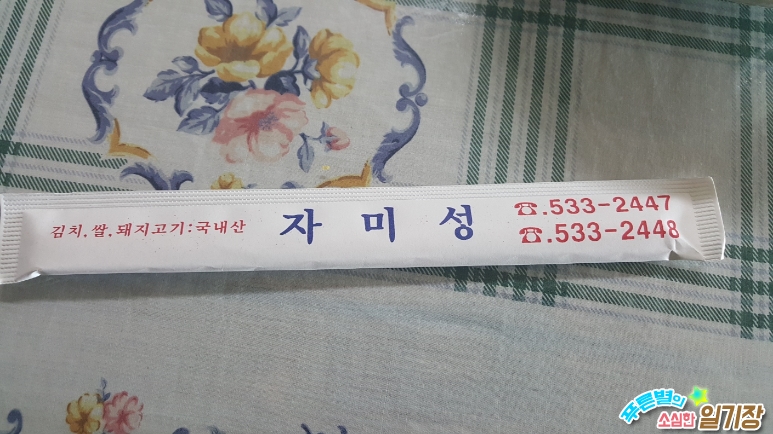 김치.쌀.돼지고기:국내산
자미성
☎.533-2447
☎.533-2448
푸른별의
소심한 일기장